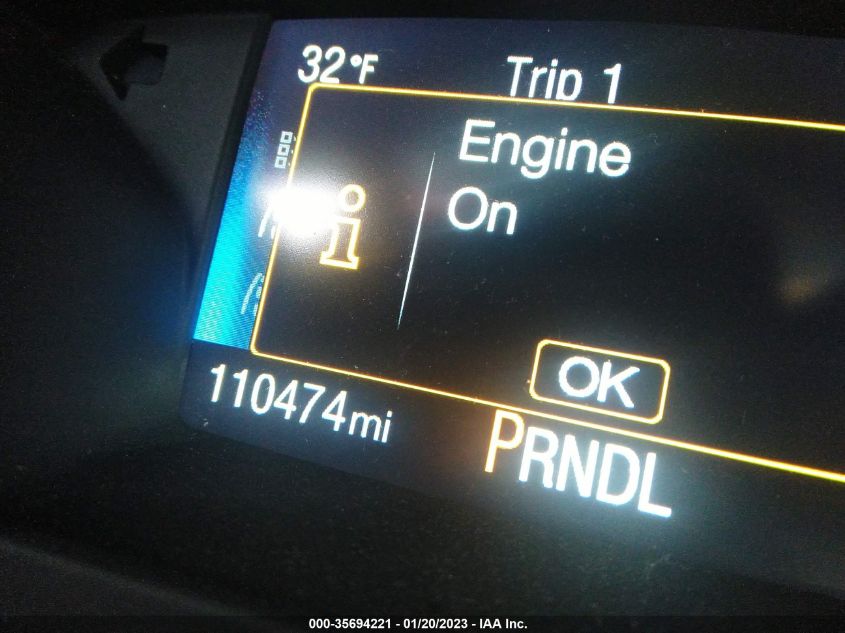 32°F
Trip 1
Engine
On
i
OK
110474mi
PRNDL
000-35694221 - 01/20/2023 - IAA Inc.